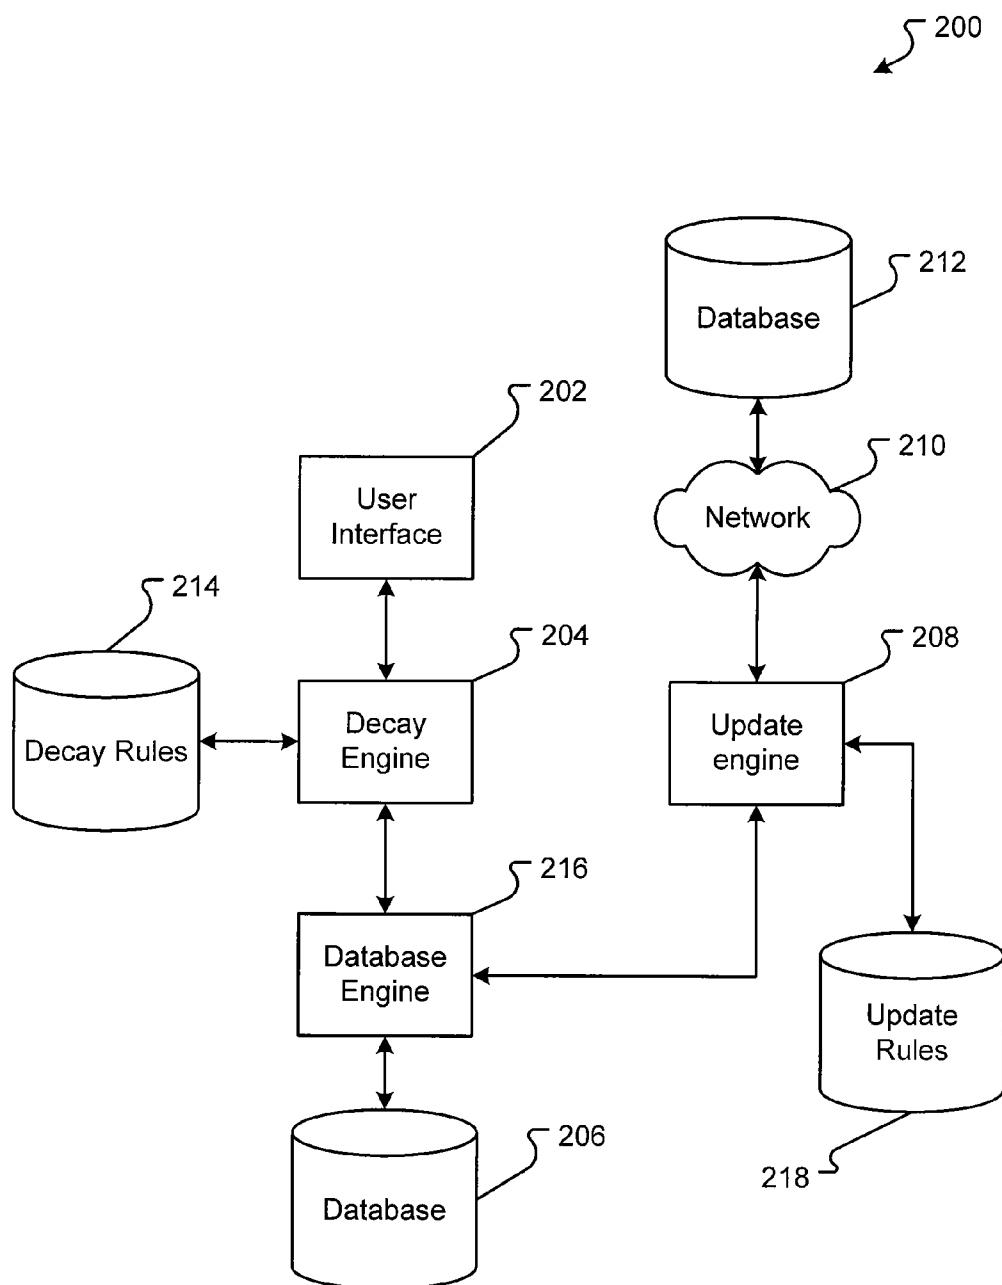 200
212
Database
202
210
User
Interface
Network
214
204
208
Decay Rules
Decay
Engine
Update
engine
216
Database
Engine
Update
Rules
206
218
Database